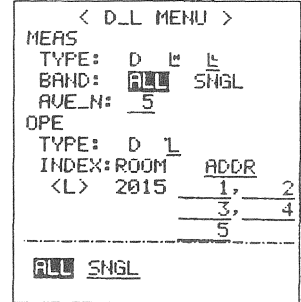 < D_L MENU >
MEAS
TYPE: D
BAND: ALL SNGL
AVE_N: 5
OPE
TYPE: D L
INDEX:ROOM ADDR
<L> 2015 1, 2
3, 4
5
ALL SNGL